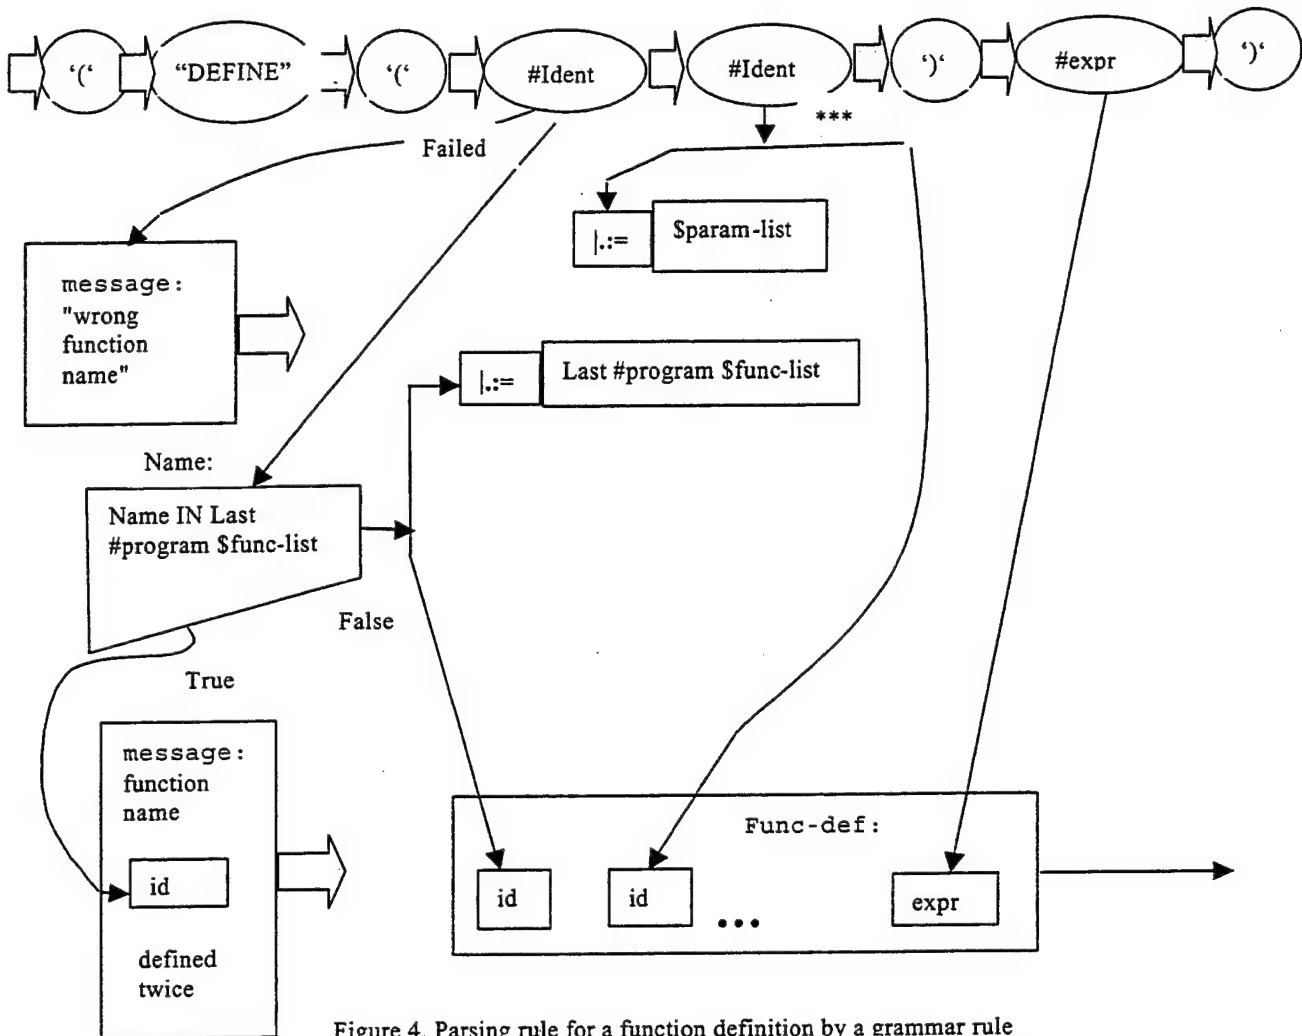 ‘(‘ “DEFINE” ‘(‘ #Ident #Ident ‘)‘ #expr ‘)‘
***
Failed
|.:= $param-list
message:
"wrong
function
name"
|.:= Last #program $func-list
Name:
Name IN Last
#program $func-list
False
True
message:
function
name
id
defined
twice
Func-def:
id id ... expr
Figure 4. Parsing rule for a function definition by a grammar rule